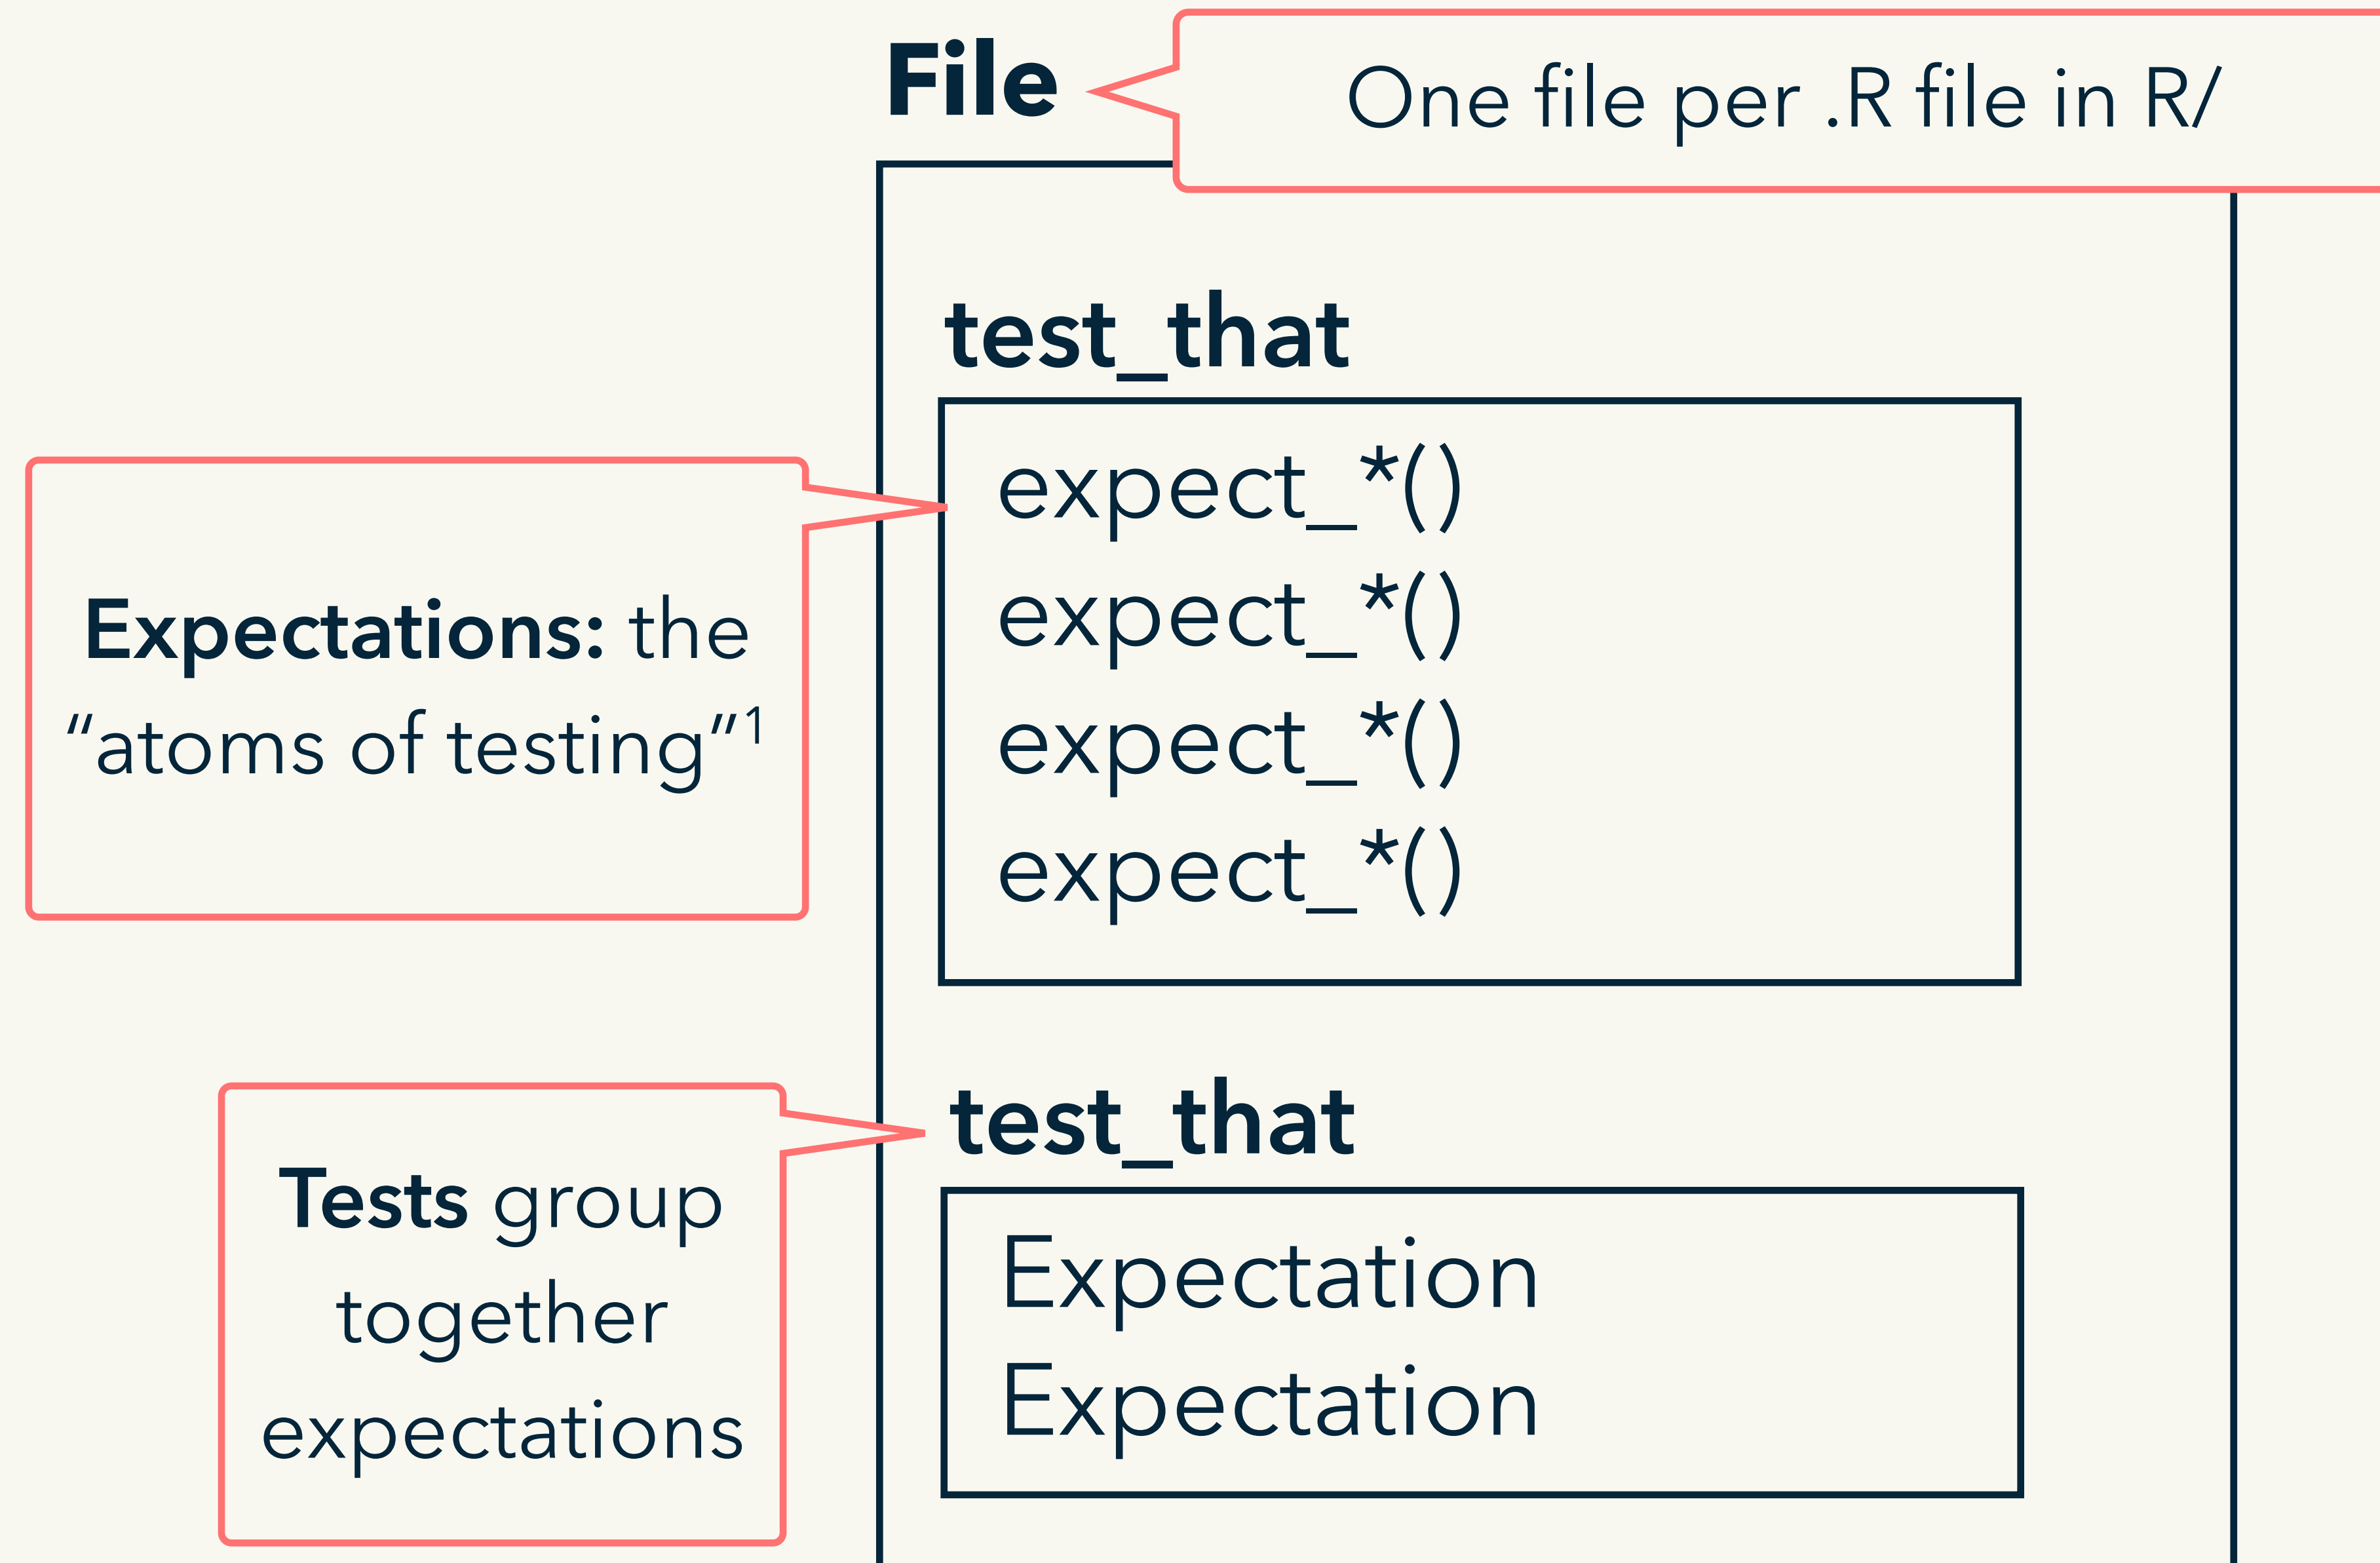 File
One file per .R file in R/
test_that
expect_*()
expect_*()
expect_*()
expect_*()
Expectations: the
“atoms of testing”1
test_that
Expectation
Expectation
Tests group
together
expectations